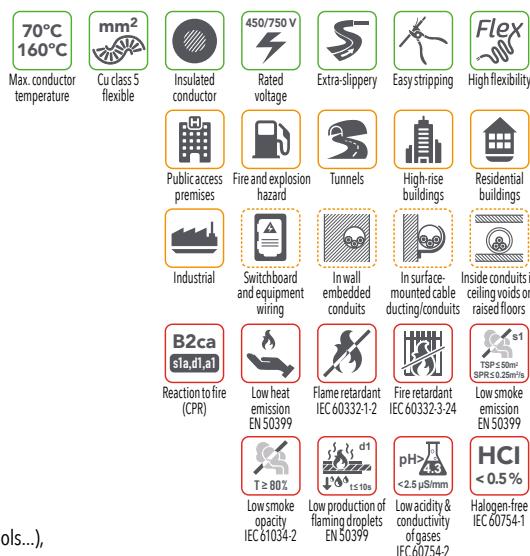 70°C
160°C
Max. conductor
temperature
mm²
Cu class 5
flexible
Insulated
conductor
450/750 V
Rated
voltage
Extra-slippery
Easy stripping
Flex
High flexibility
H
Public access
premises
Fire and explosion
hazard
Tunnels
High-rise
buildings
Residential
buildings
Industrial
Switchboard
and equipment
wiring
In wall
embedded
conduits
In surface-
mounted cable
ducting/conduits
Inside conduits i
ceiling voids or
raised floors
B2ca
s1a,d1,a1
Reaction to fire
(CPR)
Low heat
emission
EN 50399
Flame retardant
IEC 60332-1-2
Fire retardant
IEC 60332-3-24
s1
TSP ≤ 50m²
SPR ≤ 0.25m²/s
Low smoke
emission
EN 50399
T ≥ 80%
Low smoke
opacity
IEC 61034-2
d1
t≤10s
Low production of
flaming droplets
EN 50399
pH>
4.3
<2.5 µS/mm
Low acidity &
conductivity
of gases
IEC 60754-2
HCl
< 0.5 %
Halogen-free
IEC 60754-1
ols...),